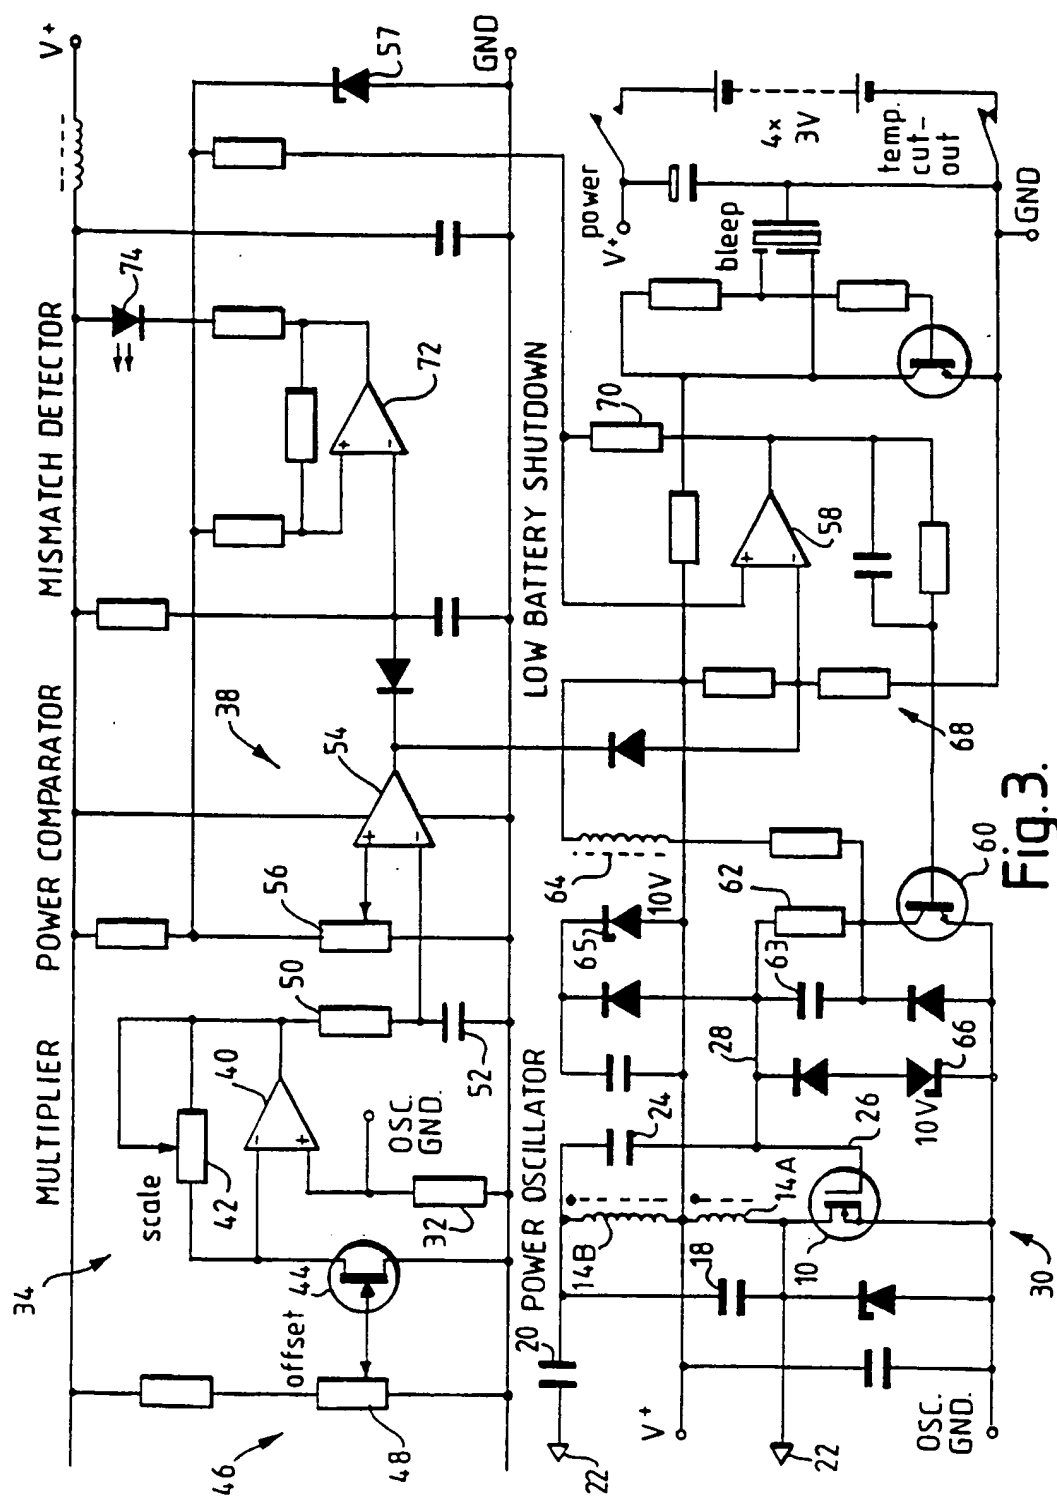 34
MULTIPLIER
POWER COMPARATOR
38
MISMATCH DETECTOR
74
V+
scale
42
40
50
56
54
72
57
46
48
offset
44
32
OSC.
GND.
52
GND
20
POWER OSCILLATOR
LOW BATTERY SHUTDOWN
22
14B
24
65
64
10V
70
power
V+
bleep
4x
3V
temp.
cut-
out
V+
18
14A
28
63
62
58
22
10
26
10V
66
60
68
GND
OSC.
GND.
30
Fig.3.
+
-
+
-
+
-
+
-